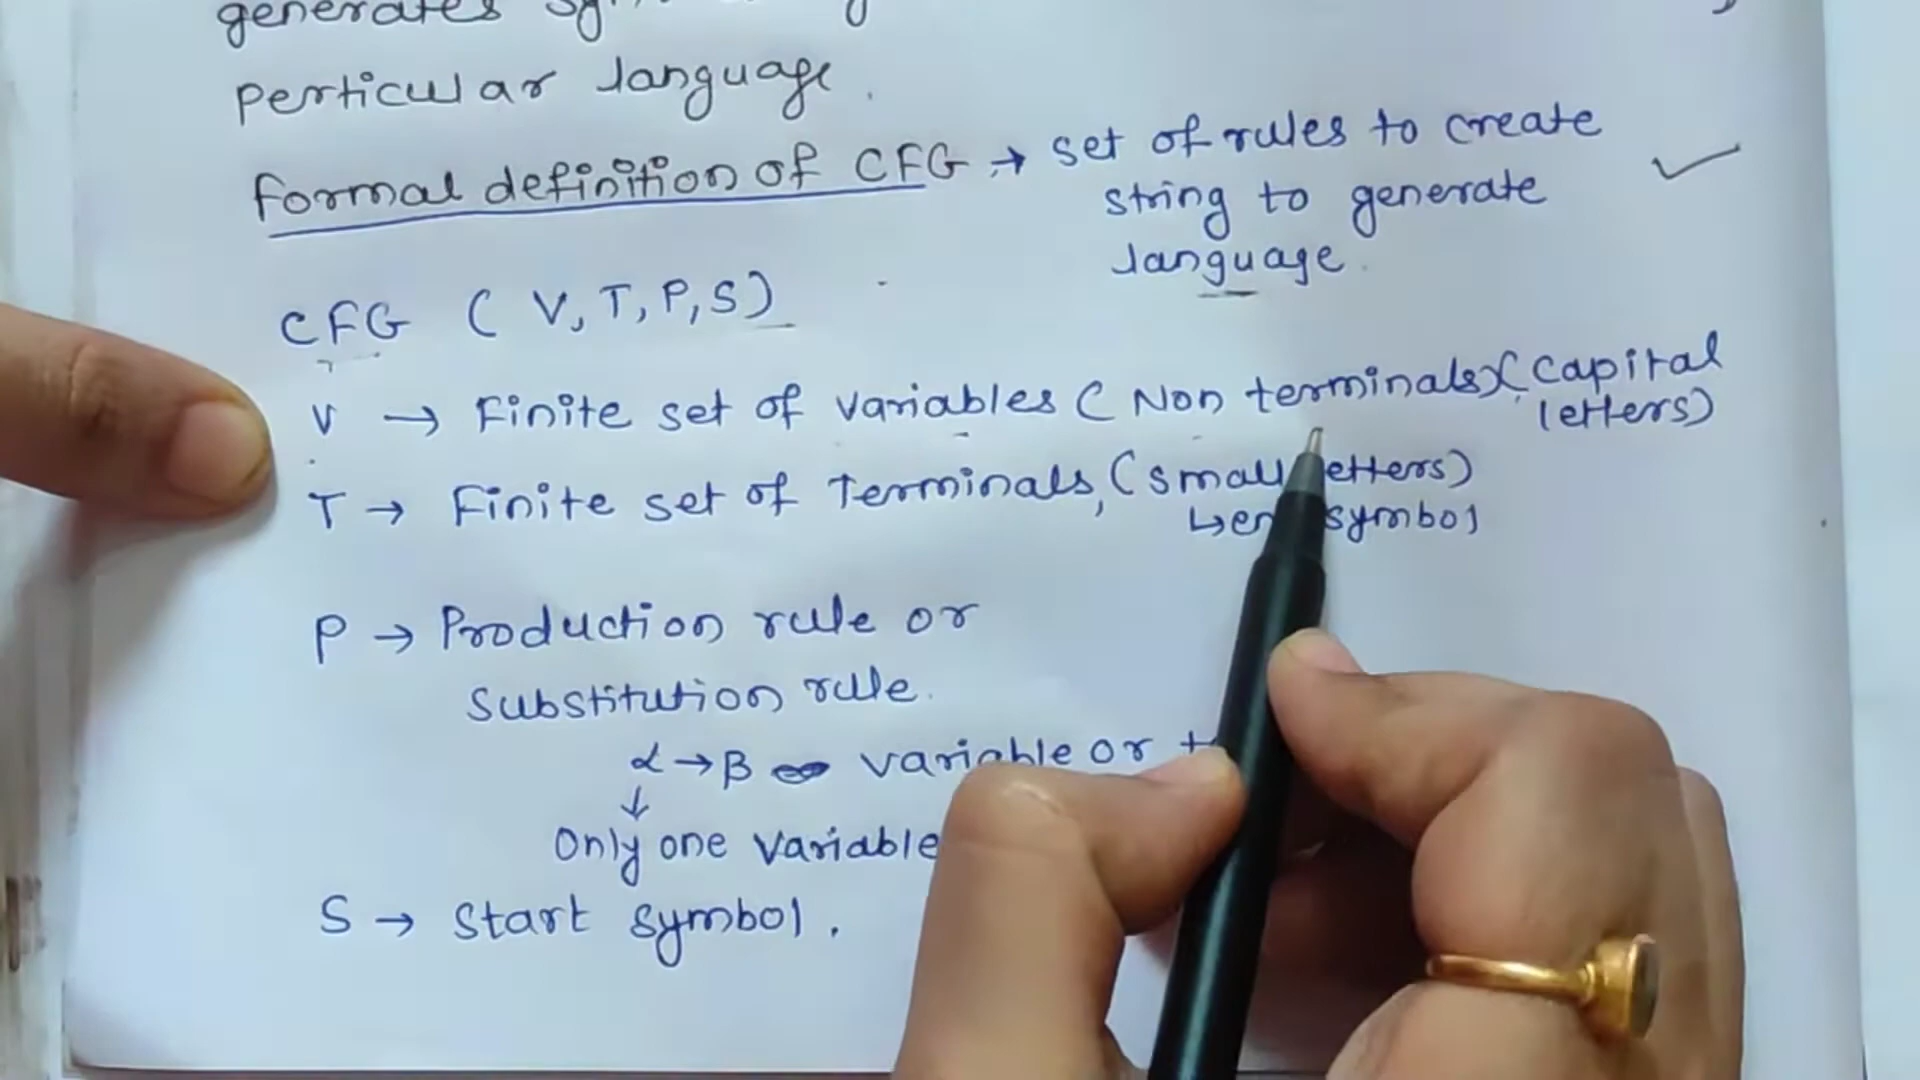 generates
perticular language.
formal definition of CFG → set of rules to create
string to generate
language.
CFG ( V, T, P, S )
V → Finite set of variables ( Non terminals) (Capital
letters)
T → Finite set of Terminals, (small letters)
↳ symbol
P → Production rule or
Substitution rule.
α → β variable or
↓
Only one variable
S → Start symbol.